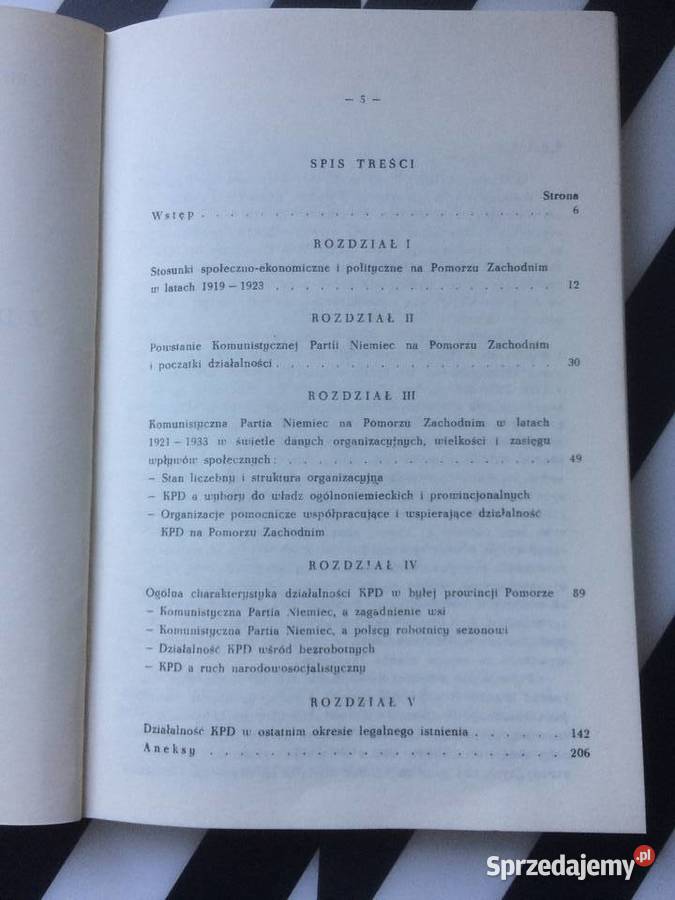 — 5 —
SPIS TREŚCI
Strona
Wstęp . . . . . . . . . . . . . . . . . . . . . . . . 6
ROZDZIAŁ I
Stosunki społeczno-ekonomiczne i polityczne na Pomorzu Zachodnim
w latach 1919 – 1923 . . . . . . . . . . . . . . . . . . 12
ROZDZIAŁ II
Powstanie Komunistycznej Partii Niemiec na Pomorzu Zachodnim
i poczatki działalności . . . . . . . . . . . . . . . . . . 30
ROZDZIAŁ III
Komunistyczna Partia Niemiec na Pomorzu Zachodnim w latach
1921 – 1933 w świetle danych organizacyjnych, wielkości i zasięgu
wpływów społecznych : . . . . . . . . . . . . . . . . . . 49
– Stan liczebny i struktura organizacyjna
– KPD a wybory do władz ogólnoniemieckich i prowincjonalnych
– Organizacje pomocnicze współpracujące i wspierające działalność
KPD na Pomorzu Zachodnim
ROZDZIAŁ IV
Ogólna charakterystyka działalności KPD w byłej prowincji Pomorze 89
– Komunistyczna Partia Niemiec, a zagadnienie wsi
– Komunistyczna Partia Niemiec, a polscy robotnicy sezonowi
– Działalność KPD wśród bezrobotnych
– KPD a ruch narodowosocjalistyczny
ROZDZIAŁ V
Działalność KPD w ostatnim okresie legalnego istnienia . . . . . . 142
Aneksy . . . . . . . . . . . . . . . . . . . . . . . 206
Sprzedajemy.pl